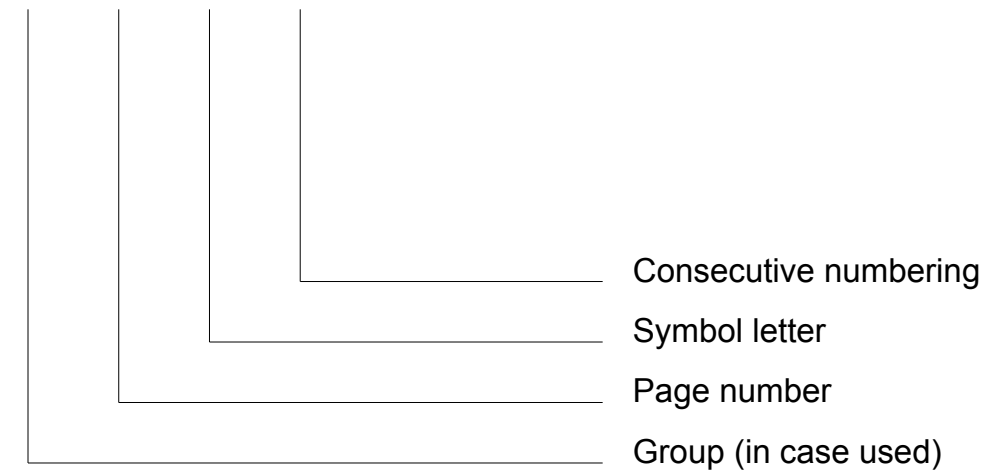 Consecutive numbering
Symbol letter
Page number
Group (in case used)